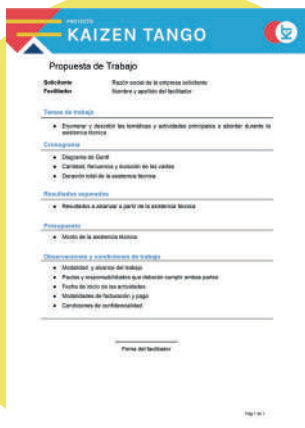 PROYECTO
KAIZEN TANGO
Propuesta de Trabajo
Solicitante Razón social de la empresa solicitante
Facilitador Nombre y apellido del facilitador
Temas de trabajo
● Enumerar y describir las temáticas y actividades principales a abordar durante la
asistencia técnica
Cronograma
● Diagrama de Gantt
● Cantidad, frecuencia y duración de las visitas
● Duración total de la asistencia técnica
Resultados esperados
● Resultados a alcanzar a partir de la asistencia técnica
Presupuesto
● Monto de la asistencia técnica
Observaciones y condiciones de trabajo
● Modalidad y alcance del trabajo
● Pautas y responsabilidades que deberán cumplir ambas partes
● Fecha de inicio de las actividades
● Modalidades de facturación y pago
● Condiciones de confidencialidad
Firma del facilitador
Pág 1 de 1